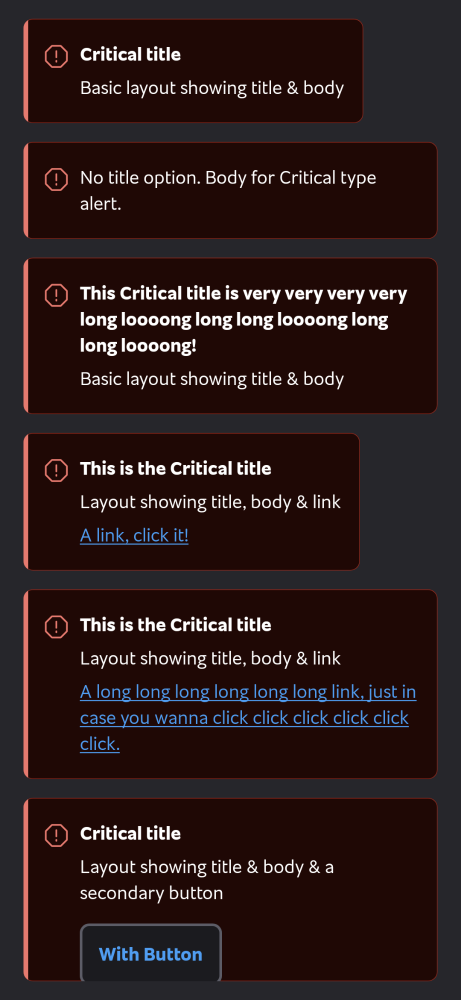 Critical title
Basic layout showing title & body
No title option. Body for Critical type
alert.
This Critical title is very very very very
long loooong long long loooong long
long loooong!
Basic layout showing title & body
This is the Critical title
Layout showing title, body & link
A link, click it!
This is the Critical title
Layout showing title, body & link
A long long long long long long link, just in
case you wanna click click click click click
click.
Critical title
Layout showing title & body & a
secondary button
With Button